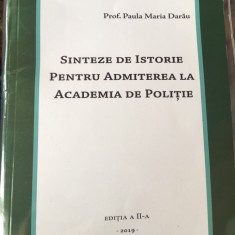 Prof. Paula Maria Darău
Sinteze de Istorie
Pentru Admiterea la
Academia de Poliție
EDIȚIA A II-A
- 2019 -